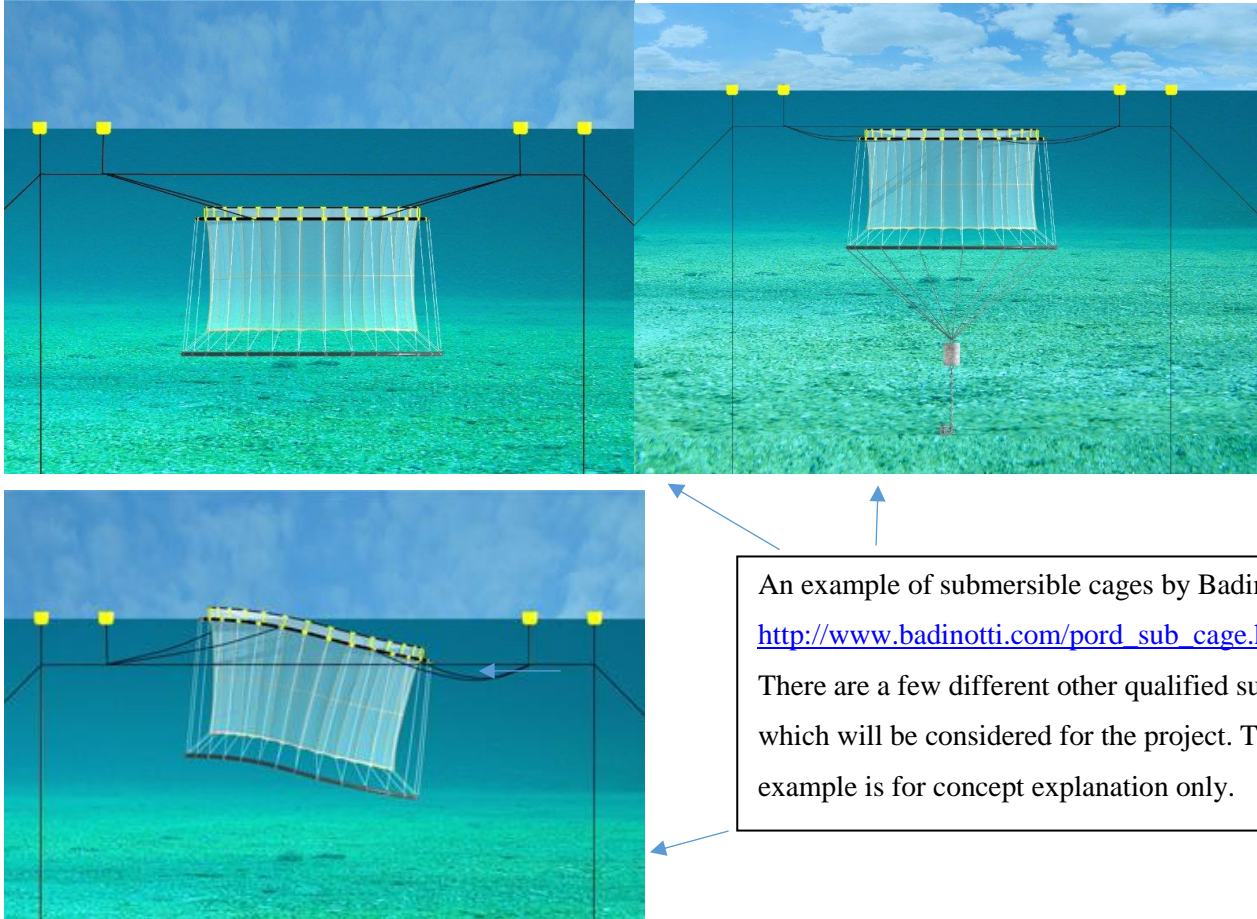 An example of submersible cages by Badin
http://www.badinotti.com/pord_sub_cage.
There are a few different other qualified su
which will be considered for the project. T
example is for concept explanation only.